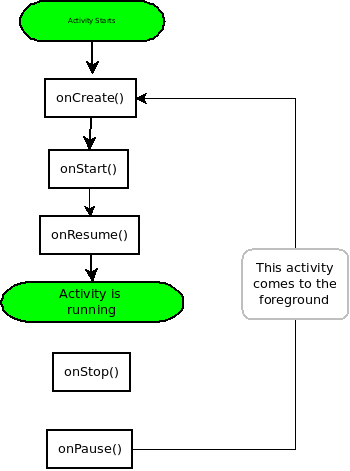 Activity Starts
onCreate()
onStart()
onResume()
This activity
comes to the
foreground
Activity is
running
onStop()
onPause()